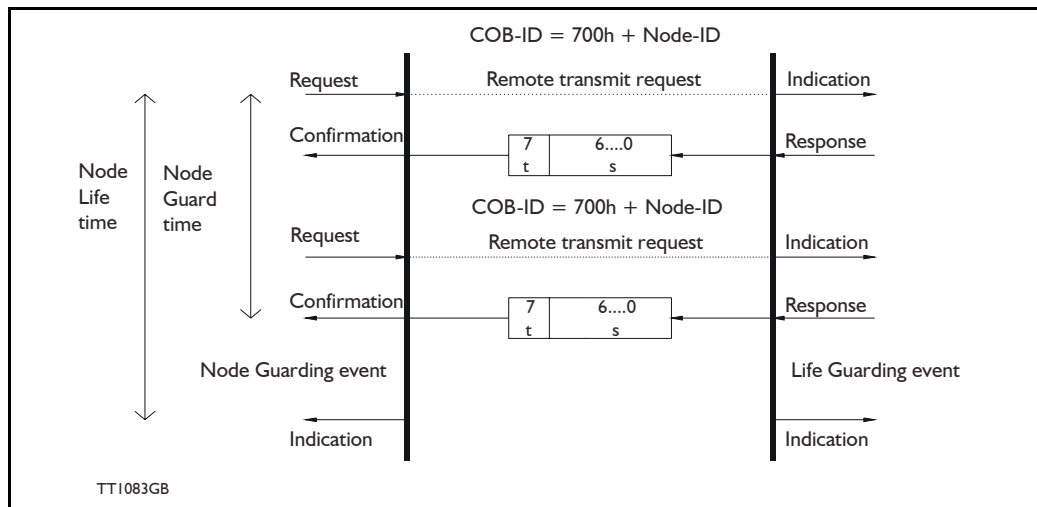 COB-ID = 700h + Node-ID
Request
Remote transmit request
Indication
Confirmation
7
6....0
t
s
Response
Node
Life
time
Node
Guard
time
COB-ID = 700h + Node-ID
Request
Remote transmit request
Indication
Confirmation
7
6....0
t
s
Response
Node Guarding event
Life Guarding event
Indication
Indication
TT1083GB